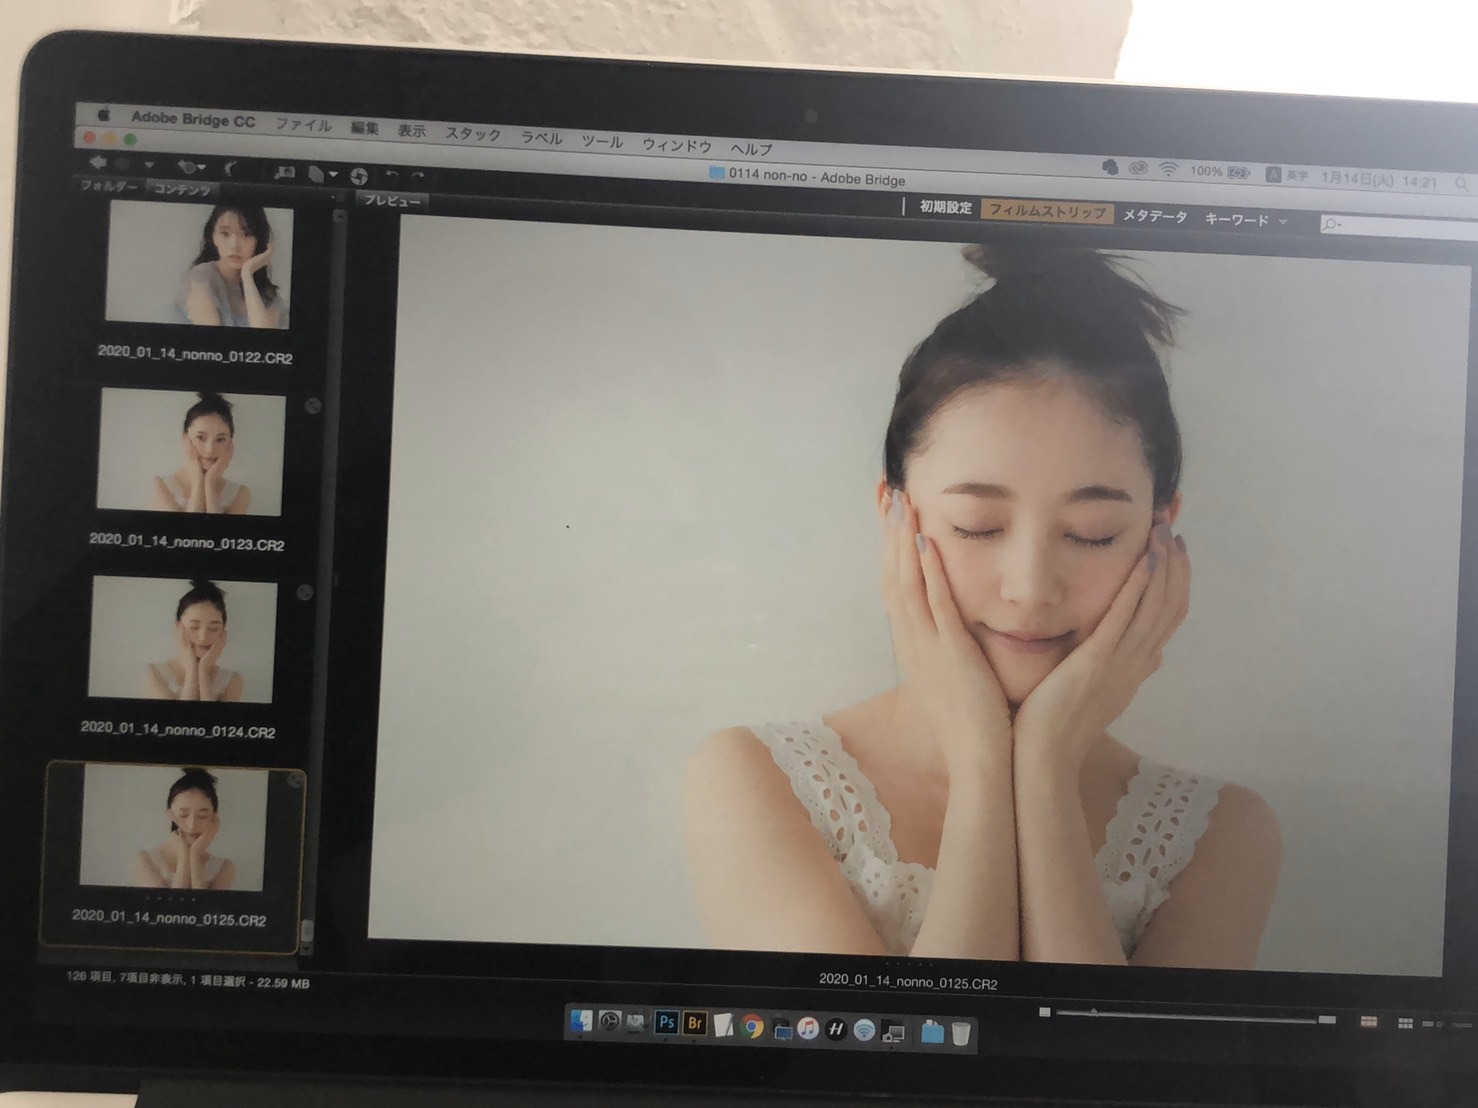 Adobe Bridge CC ファイル 編集 表示 スタック ラベル ツール ウィンドウ ヘルプ
100% 英字 1月14日(火) 14:21
0114 non-no - Adobe Bridge
フォルダー コンテンツ
プレビュー
初期設定 フィルムストリップ メタデータ キーワード
2020_01_14_nonno_0122.CR2
2020_01_14_nonno_0123.CR2
2020_01_14_nonno_0124.CR2
2020_01_14_nonno_0125.CR2
126 項目, 7項目非表示, 1 項目選択 - 22.59 MB
2020_01_14_nonno_0125.CR2
Ps Br H